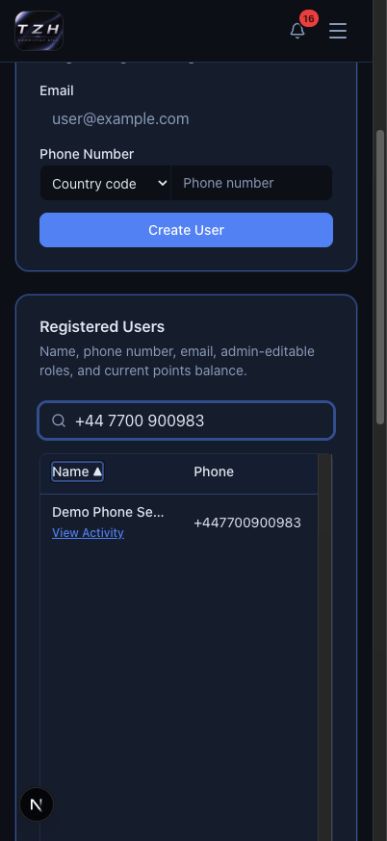 TZH
16
Email
user@example.com
Phone Number
Country code
Phone number
Create User
Registered Users
Name, phone number, email, admin-editable
roles, and current points balance.
+44 7700 900983
Name ▲
Phone
Demo Phone Se...
View Activity
+447700900983
N